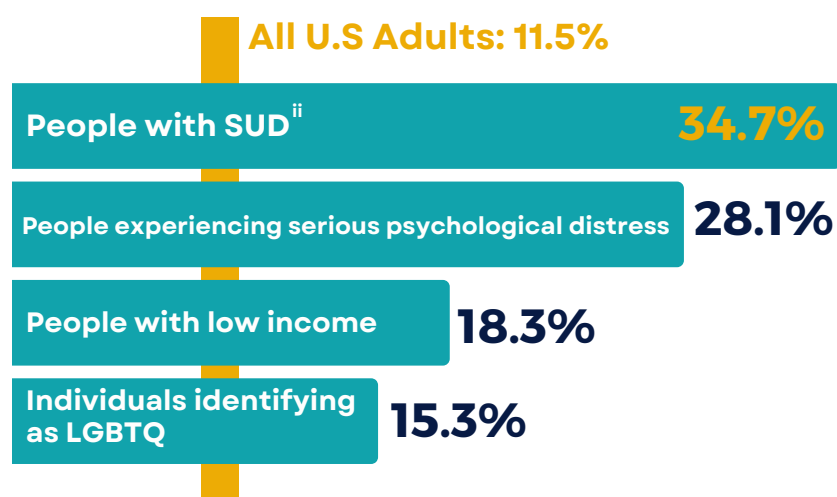 All U.S Adults: 11.5%
People with SUD ii
34.7%
People experiencing serious psychological distress
28.1%
People with low income
18.3%
Individuals identifying
as LGBTQ
15.3%